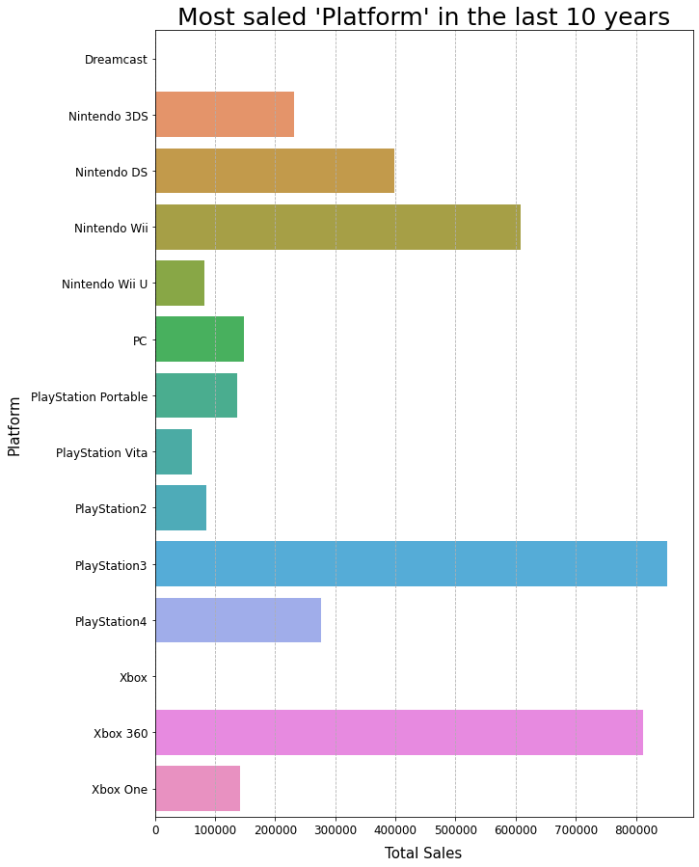 Most saled 'Platform' in the last 10 years
Dreamcast
Nintendo 3DS
Nintendo DS
Nintendo Wii
Nintendo Wii U
PC
PlayStation Portable
PlayStation Vita
PlayStation2
PlayStation3
PlayStation4
Xbox
Xbox 360
Xbox One
Platform
0 100000 200000 300000 400000 500000 600000 700000 800000
Total Sales